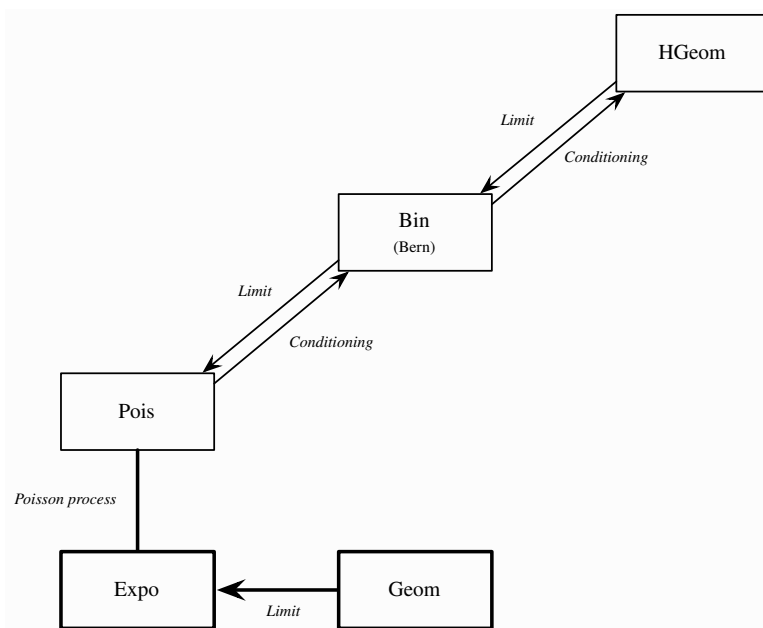 HGeom
Limit
Conditioning
Bin
(Bern)
Limit
Conditioning
Pois
Poisson process
Expo
Geom
Limit